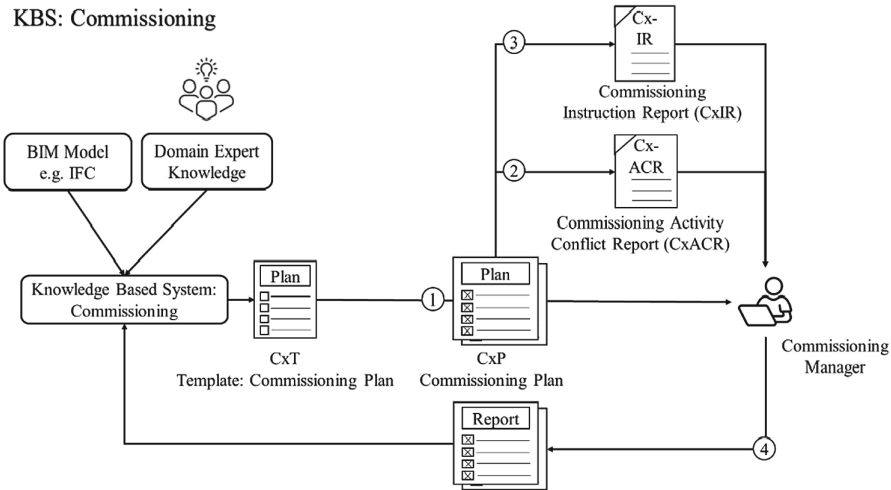 KBS: Commissioning
BIM Model
e.g. IFC
Domain Expert
Knowledge
Knowledge Based System:
Commissioning
Plan
CxT
Template: Commissioning Plan
1
Plan
CxP
Commissioning Plan
3
Cx-
IR
Commissioning
Instruction Report (CxIR)
2
Cx-
ACR
Commissioning Activity
Conflict Report (CxACR)
Commissioning
Manager
Report
4